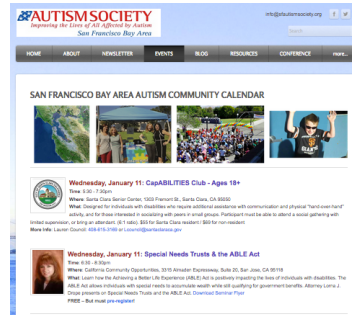 AUTISM SOCIETY
Improving the Lives of All Affected by Autism
San Francisco Bay Area
info@sfautismsociety.org
Search
HOME ABOUT NEWSLETTER EVENTS BLOG RESOURCES CONFERENCE more...
SAN FRANCISCO BAY AREA AUTISM COMMUNITY CALENDAR
Wednesday, January 11: CapABILITIES Club - Ages 18+
Time: 5:30 - 7:30pm
Where: Santa Clara Senior Center, 1303 Fremont St., Santa Clara, CA 95050
What: Designed for individuals with disabilities who require additional assistance with communication and physical "hand-over-hand"
activity, and for those interested in socializing with peers in small groups. Participant must be able to attend a social gathering with
limited supervision, or bring an attendant. (6:1 ratio). $55 for Santa Clara resident / $60 for non resident
More Info: Lauren Council: 408-615-3169 or Lcouncil@santaclaraca.gov
Wednesday, January 11: Special Needs Trusts & the ABLE Act
Time: 6:30 - 8:30pm
Where: California Community Opportunities, 3315 Almaden Expressway, Suite 20, San Jose, CA 95118
What: Learn how the Achieving a Better Life Experience (ABLE) Act is positively impacting the lives of individuals with disabilities. The
ABLE Act allows individuals with special needs to accumulate wealth while still qualifying for government benefits. Attorney Lorna J.
Drope presents on Special Needs Trusts and the ABLE Act. Download Seminar Flyer
FREE – But must pre-register!